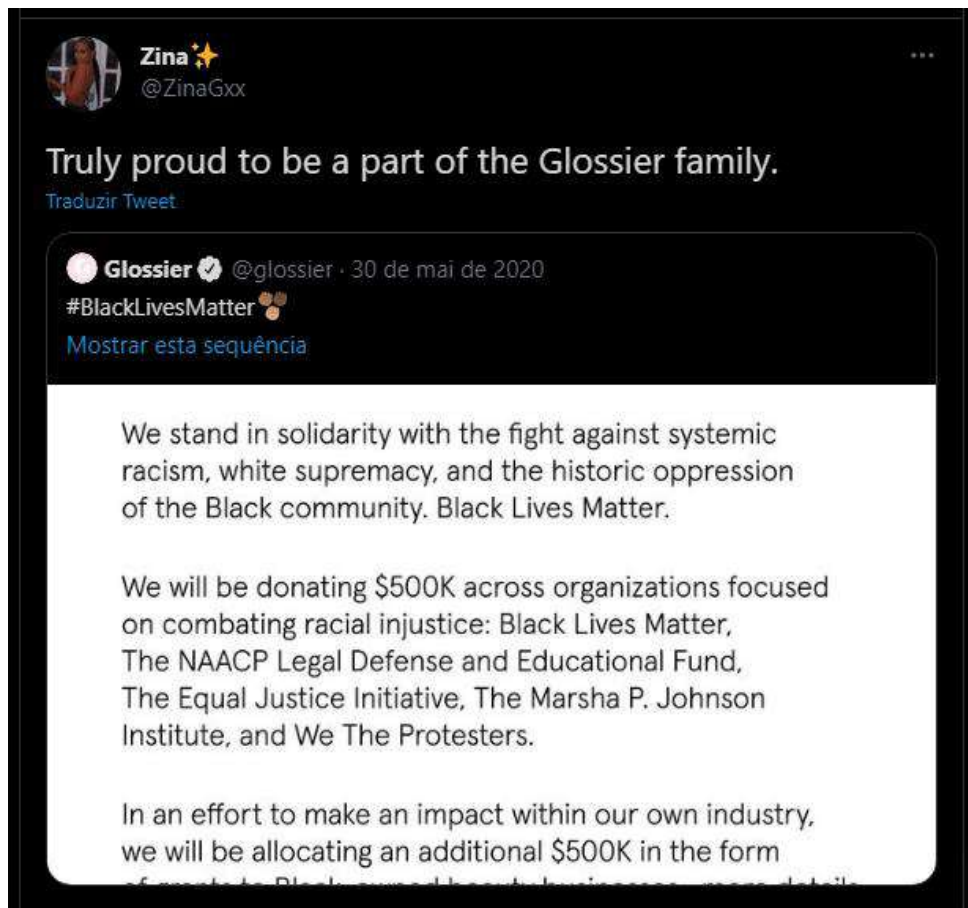 Zina✨
@ZinaGxx
Truly proud to be a part of the Glossier family.
Traduzir Tweet
Glossier @glossier · 30 de mai de 2020
#BlackLivesMatter
Mostrar esta sequência
We stand in solidarity with the fight against systemic
racism, white supremacy, and the historic oppression
of the Black community. Black Lives Matter.
We will be donating $500K across organizations focused
on combating racial injustice: Black Lives Matter,
The NAACP Legal Defense and Educational Fund,
The Equal Justice Initiative, The Marsha P. Johnson
Institute, and We The Protesters.
In an effort to make an impact within our own industry,
we will be allocating an additional $500K in the form